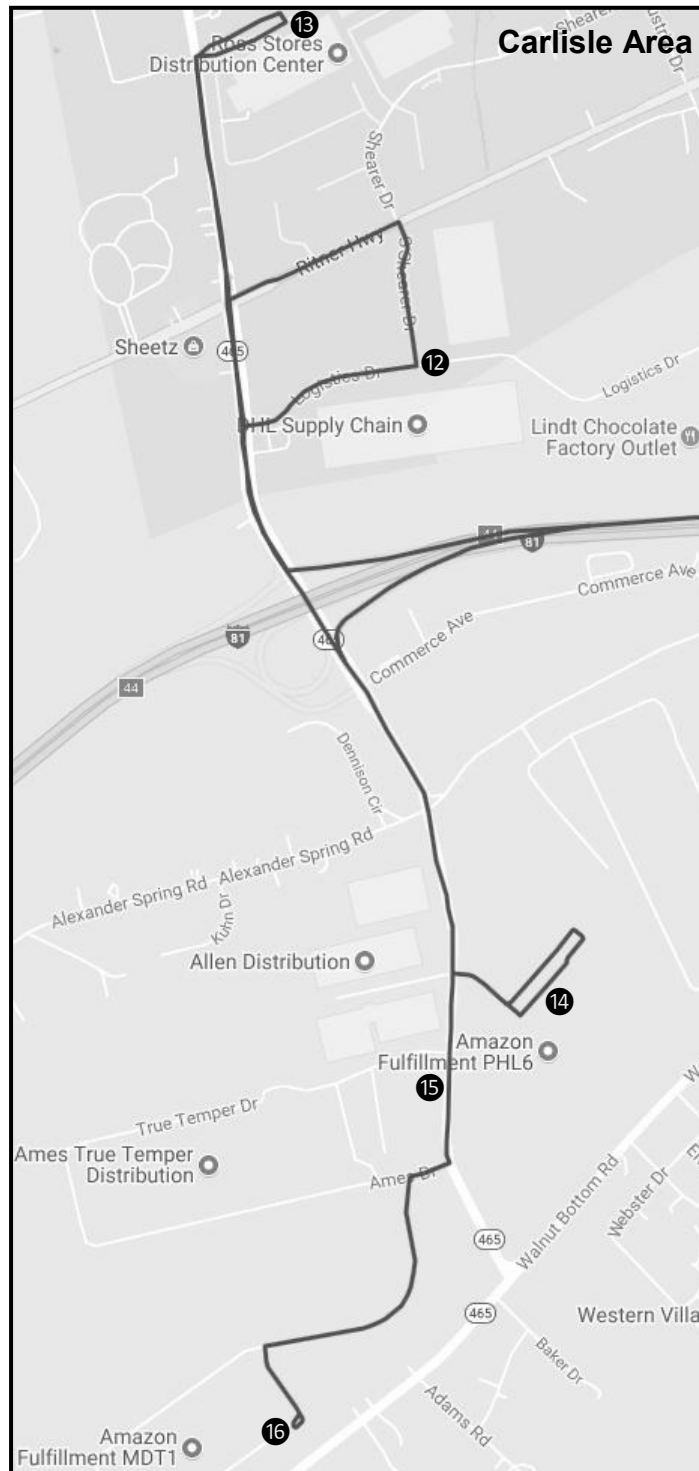 Carlisle Area
13
Ross Stores
Distribution Center
Shearer Dr
Ritner Hwy
S Shearer Dr
Sheetz
465
12
Logistics Dr
Logistics Dr
DHL Supply Chain
Lindt Chocolate
Factory Outlet
44
81
Commerce Ave
81
465
Commerce Ave
44
Dennison Cir
Alexander Spring Rd
Alexander Spring Rd
Kuhn Dr
Allen Distribution
14
Amazon
Fulfillment PHL6
15
True Temper Dr
Ames True Temper
Distribution
Ames Dr
Walnut Bottom Rd
Webster Dr
465
465
Western Villa
Baker Dr
Adams Rd
16
Amazon
Fulfillment MDT1